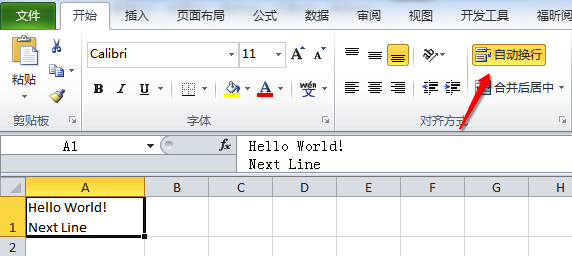 文件 开始 插入 页面布局 公式 数据 审阅 视图 开发工具 福昕阅
Calibri 11 自动换行
粘贴 B I U A wén 文 合并后居中
剪贴板 字体 对齐方式
A1 fx Hello World!
Next Line
A B C D E F G H
1 Hello World!
Next Line
2